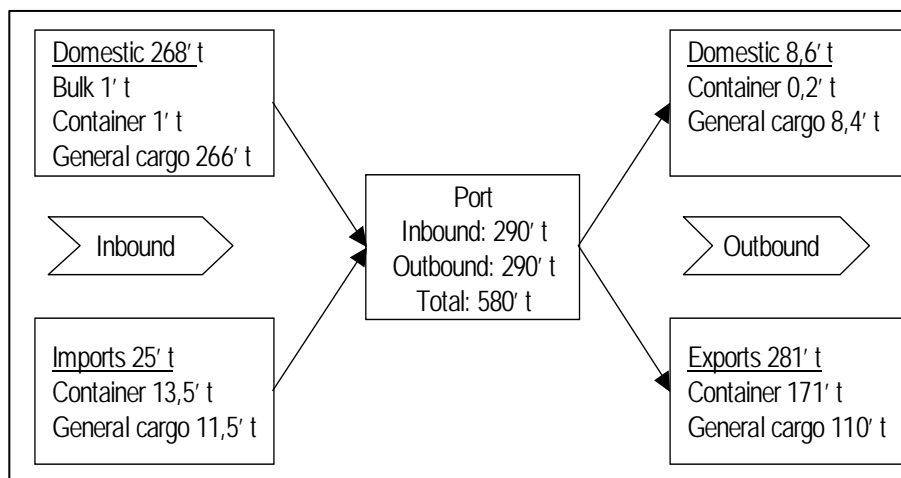 Domestic 268' t
Bulk 1' t
Container 1' t
General cargo 266' t
Inbound
Imports 25' t
Container 13,5' t
General cargo 11,5' t
Port
Inbound: 290' t
Outbound: 290' t
Total: 580' t
Domestic 8,6' t
Container 0,2' t
General cargo 8,4' t
Outbound
Exports 281' t
Container 171' t
General cargo 110' t